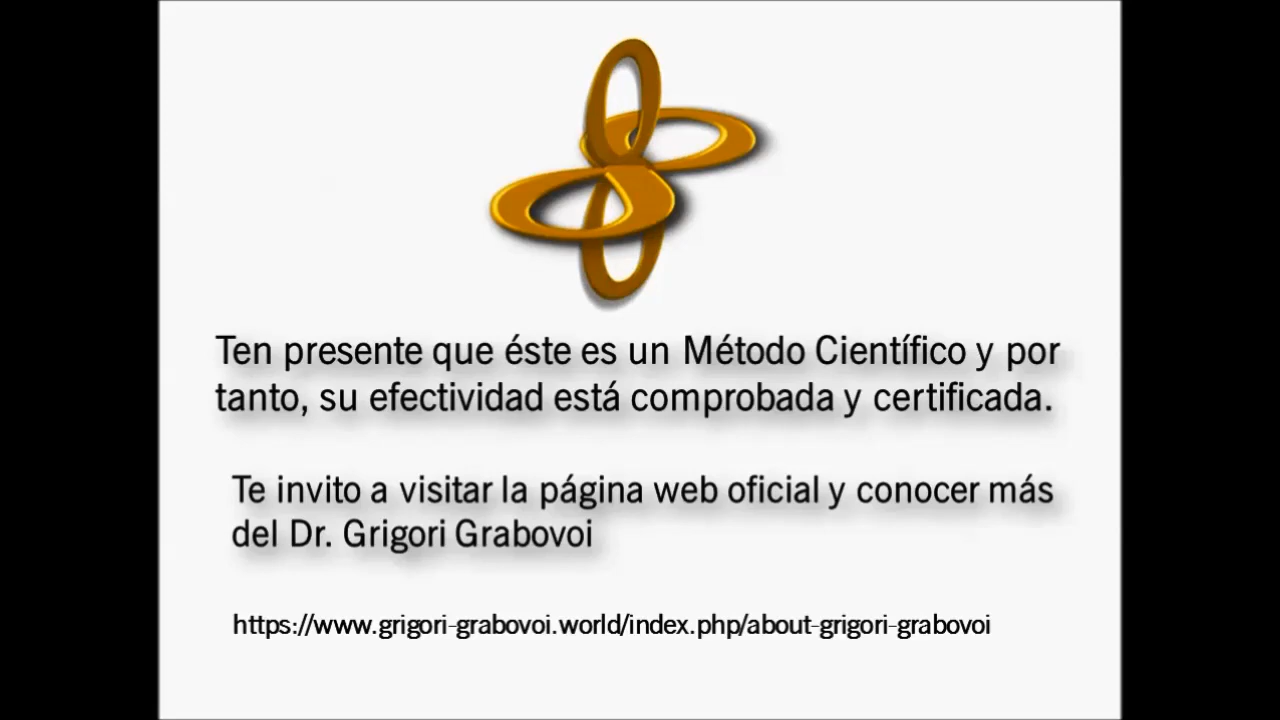 Ten presente que éste es un Método Científico y por
tanto, su efectividad está comprobada y certificada.
Te invito a visitar la página web oficial y conocer más
del Dr. Grigori Grabovoi
https://www.grigori-grabovoi.world/index.php/about-grigori-grabovoi